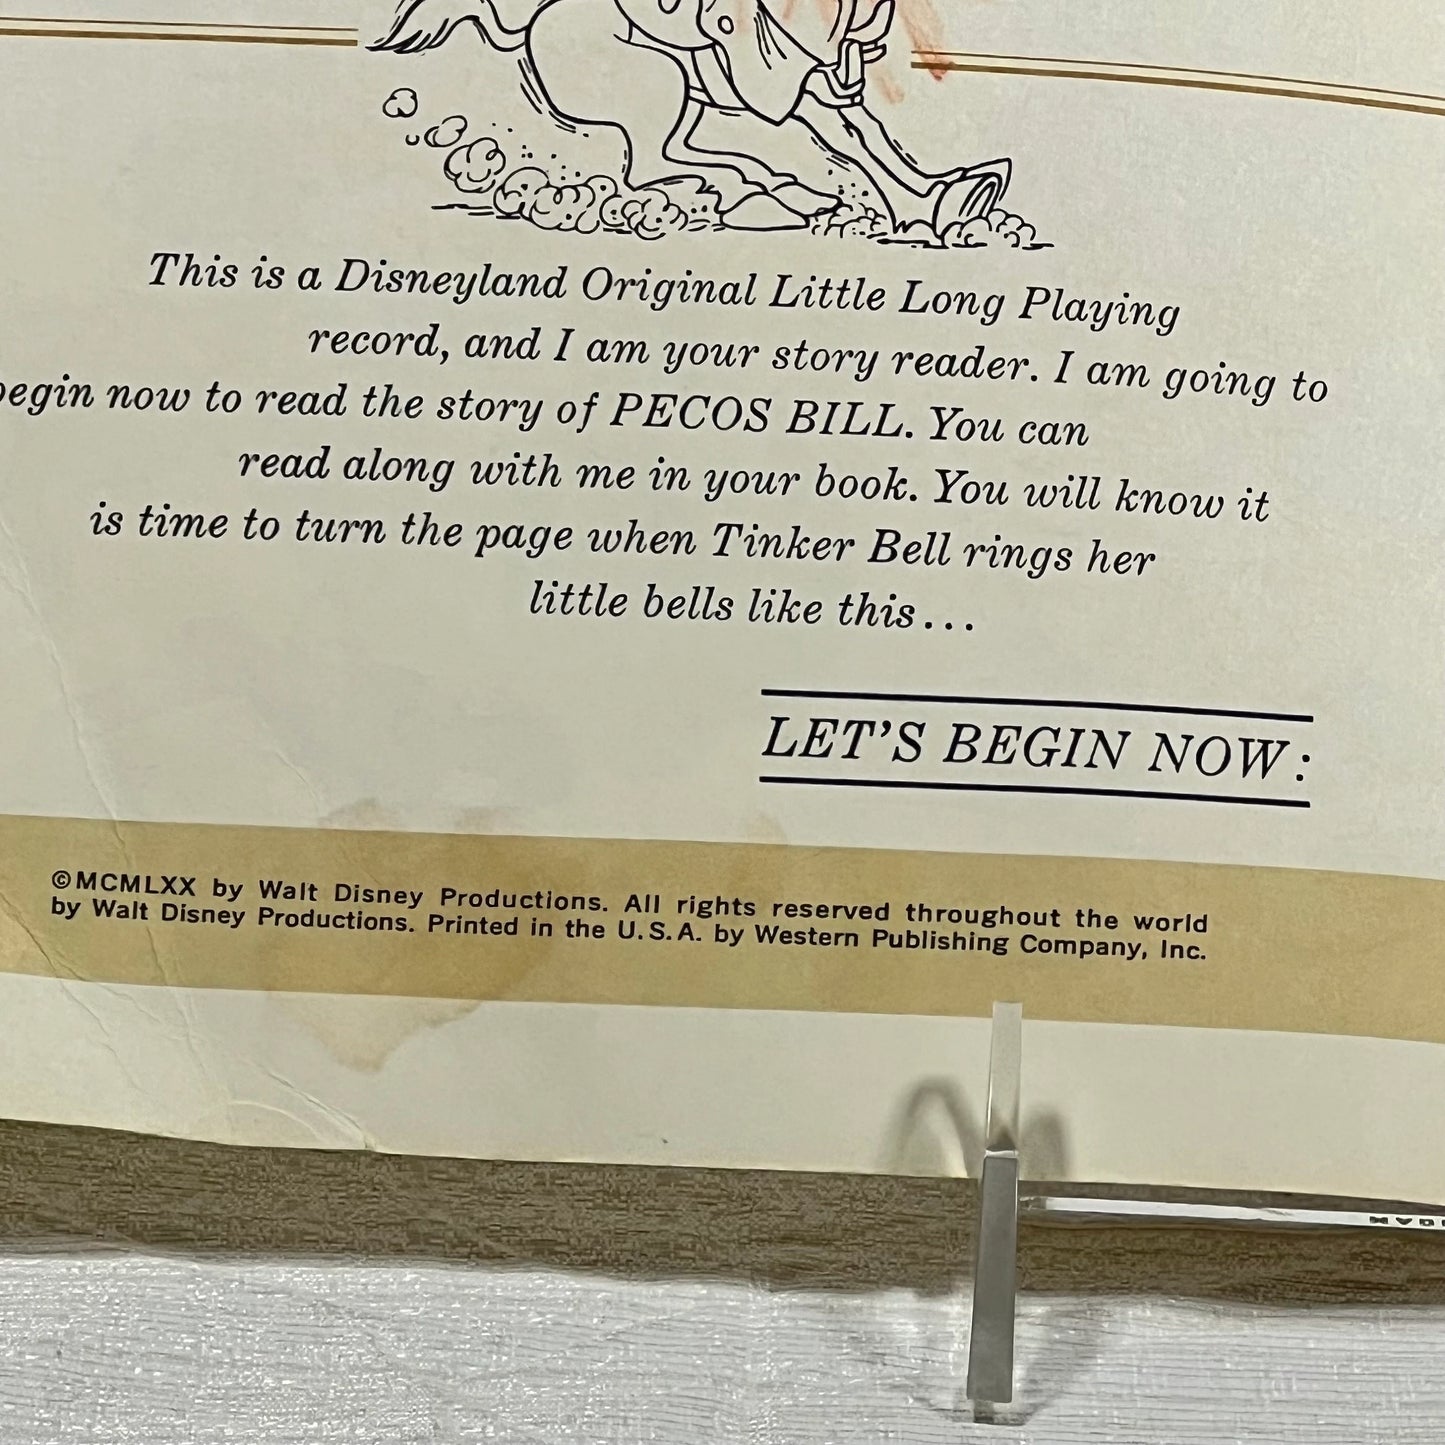 This is a Disneyland Original Little Long Playing
record, and I am your story reader. I am going to
begin now to read the story of PECOS BILL. You can
read along with me in your book. You will know it
is time to turn the page when Tinker Bell rings her
little bells like this...
LET'S BEGIN NOW:
©MCMLXX by Walt Disney Productions. All rights reserved throughout the world
by Walt Disney Productions. Printed in the U.S.A. by Western Publishing Company, Inc.